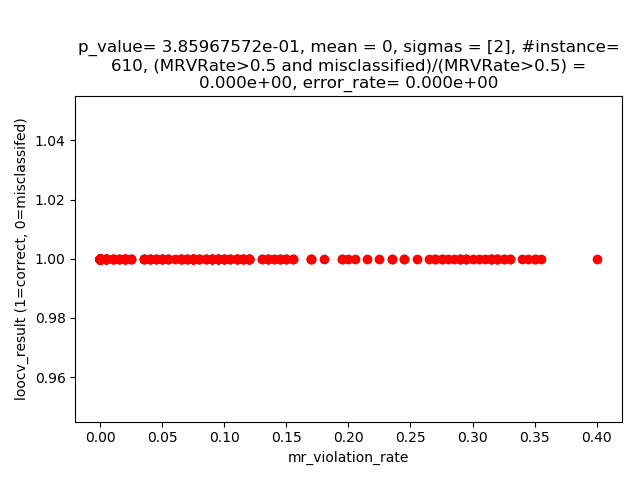 p_value= 3.85967572e-01, mean = 0, sigmas = [2], #instance=
610, (MRVRate>0.5 and misclassified)/(MRVRate>0.5) =
0.000e+00, error_rate= 0.000e+00
loocv_result (1=correct, 0=misclassifed)
1.04
1.02
1.00
0.98
0.96
0.00 0.05 0.10 0.15 0.20 0.25 0.30 0.35 0.40
mr_violation_rate